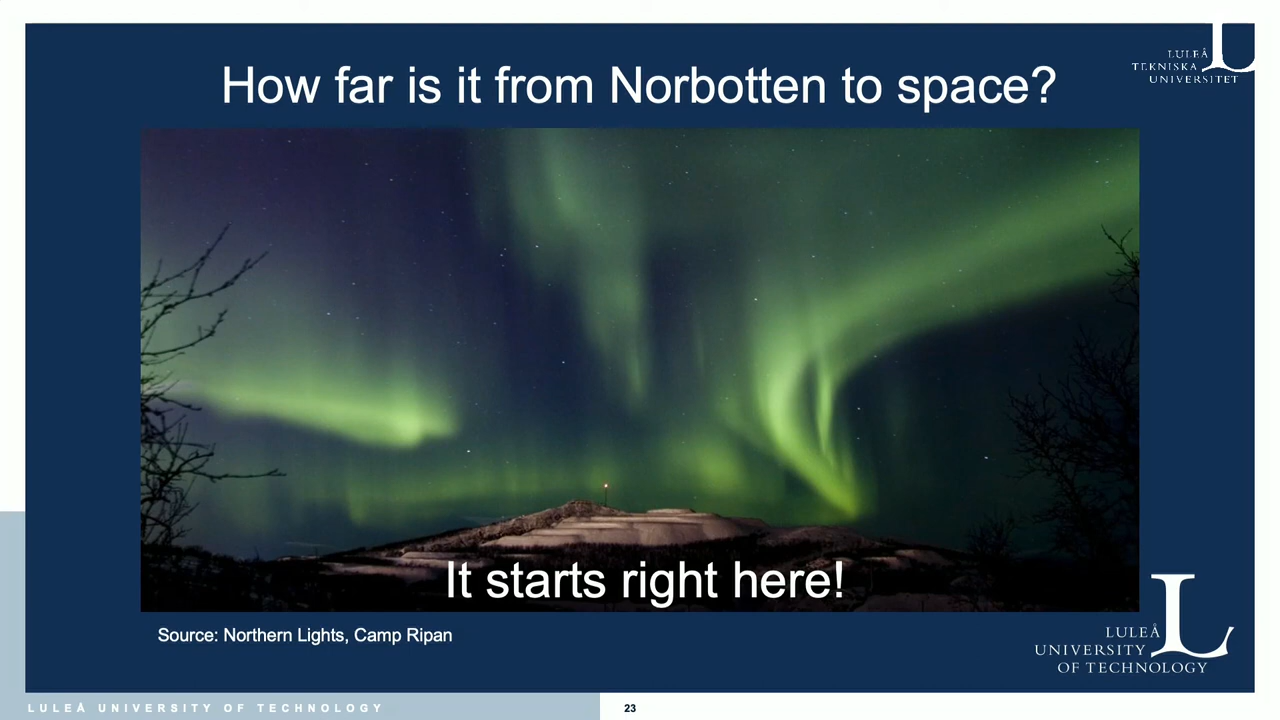 How far is it from Norbotten to space?
LULEÅ
TEKNISKA
UNIVERSITET
It starts right here!
Source: Northern Lights, Camp Ripan
LULEÅ
UNIVERSITY
OF TECHNOLOGY
LULEÅ UNIVERSITY OF TECHNOLOGY
23